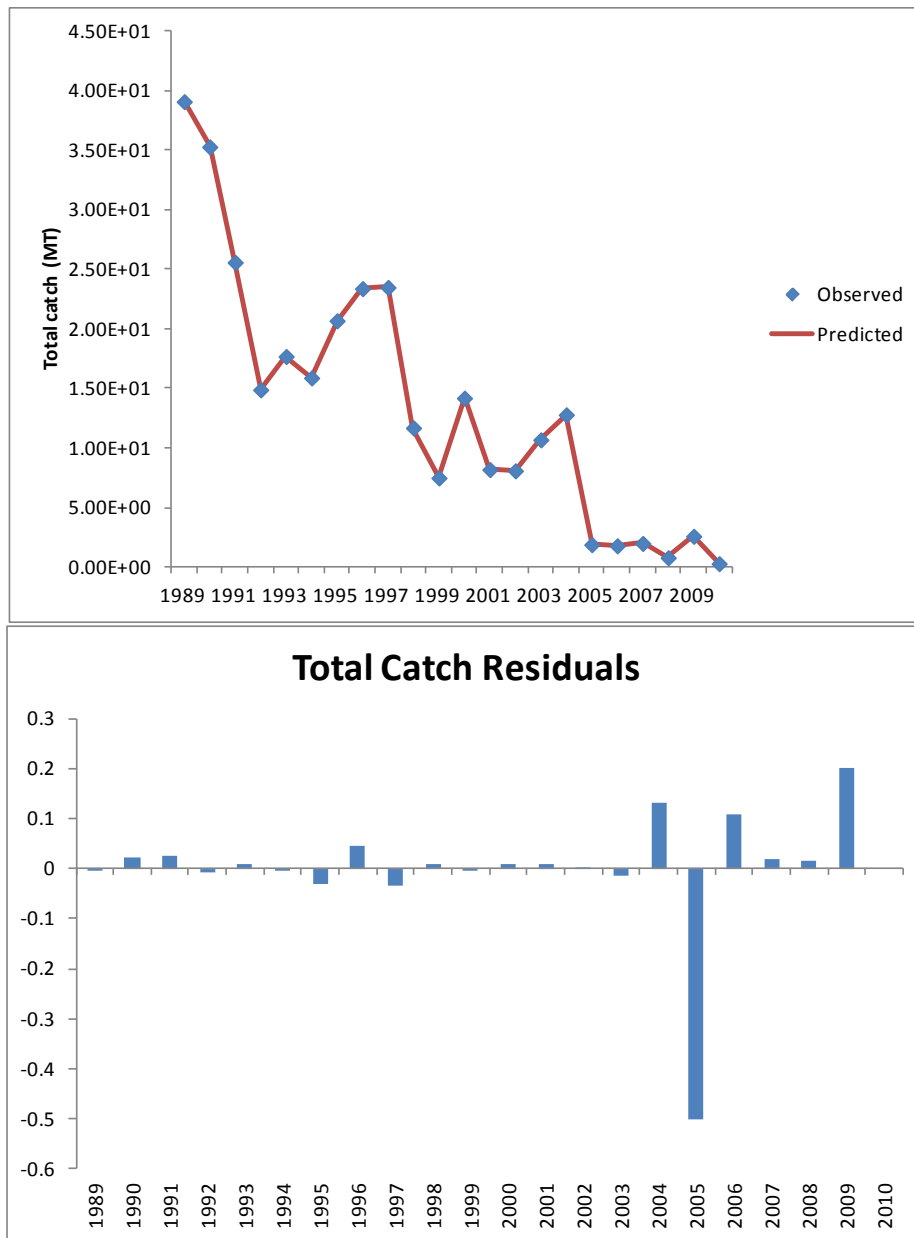 4.50E+01
4.00E+01
3.50E+01
3.00E+01
2.50E+01
2.00E+01
1.50E+01
1.00E+01
5.00E+00
0.00E+00
Total catch (MT)
Observed
Predicted
1989 1991 1993 1995 1997 1999 2001 2003 2005 2007 2009
Total Catch Residuals
0.3
0.2
0.1
0
-0.1
-0.2
-0.3
-0.4
-0.5
-0.6
1989 1990 1991 1992 1993 1994 1995 1996 1997 1998 1999 2000 2001 2002 2003 2004 2005 2006 2007 2008 2009 2010